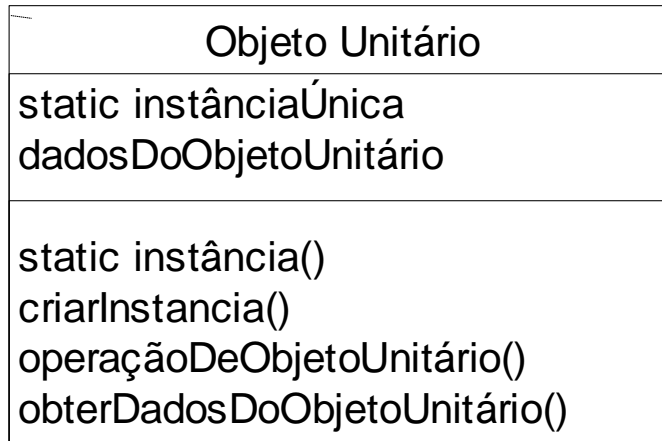 Objeto Unitário
static instânciaÚnica
dadosDoObjetoUnitário
static instância()
criarInstancia()
operaçãoDeObjetoUnitário()
obterDadosDoObjetoUnitário()